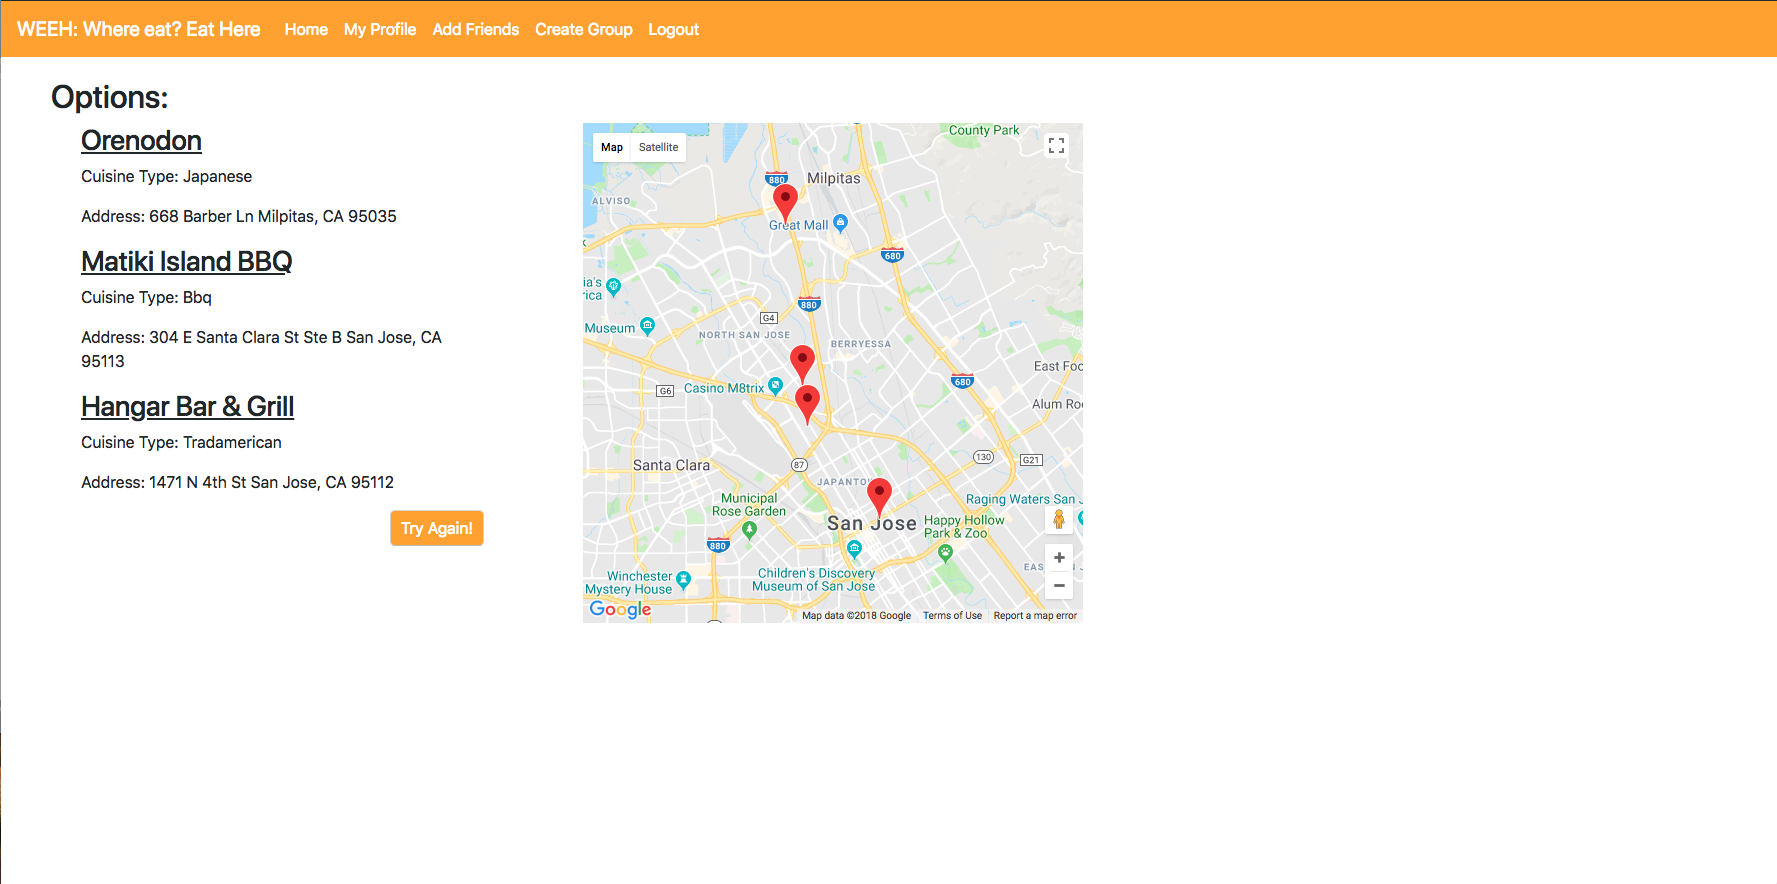 WEEH: Where eat? Eat Here Home My Profile Add Friends Create Group Logout
Options:
Orenodon
Cuisine Type: Japanese
Address: 668 Barber Ln Milpitas, CA 95035
Matiki Island BBQ
Cuisine Type: Bbq
Address: 304 E Santa Clara St Ste B San Jose, CA
95113
Hangar Bar & Grill
Cuisine Type: Tradamerican
Address: 1471 N 4th St San Jose, CA 95112
Try Again!
County Park
Map Satellite
880
Milpitas
ALVISO
Great Mall
680
ia's
rica
880
G4
Museum
NORTH SAN JOSE
BERRYESSA
East Foo
680
Casino M8trix
G6
Alum Ro
Santa Clara
87
130
G21
JAPANTO
Municipal
Rose Garden
Raging Waters San J
San Jose
Happy Hollow
Park & Zoo
880
EAS
J
Children's Discovery
Museum of San Jose
Winchester
Mystery House
Google
Map data ©2018 Google Terms of Use Report a map error